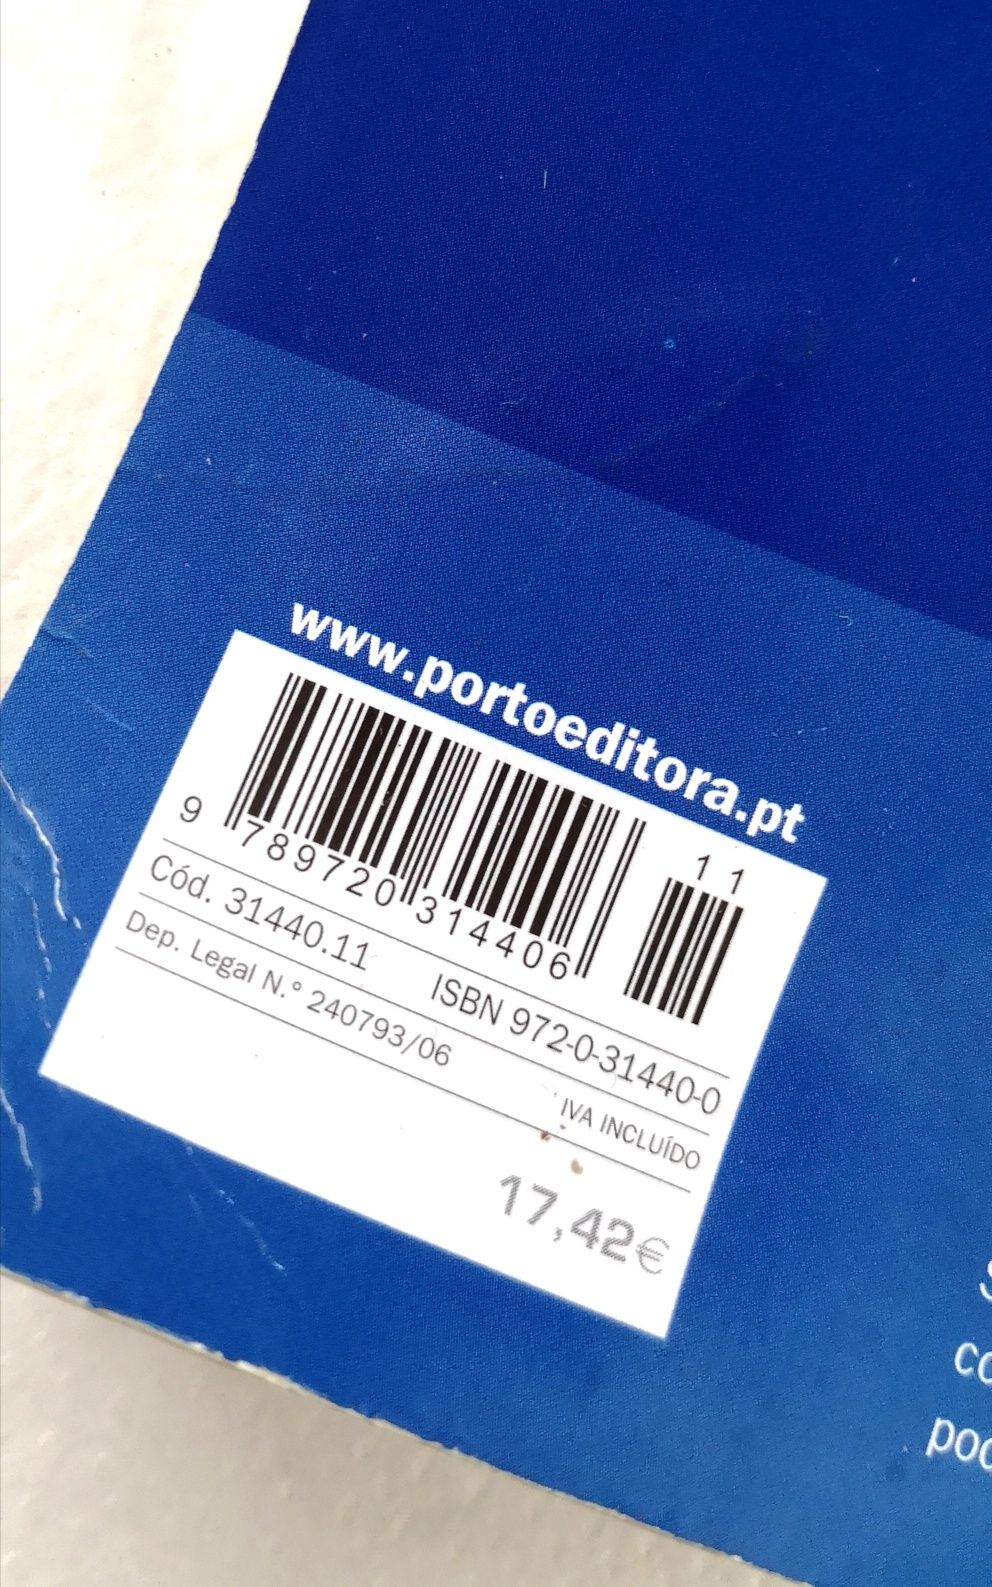 www.portoeditora.pt
11
9 789720 314406
Cód. 31440.11 ISBN 972-0-31440-0
Dep. Legal N.° 240793/06 IVA INCLUÍDO
17,42€